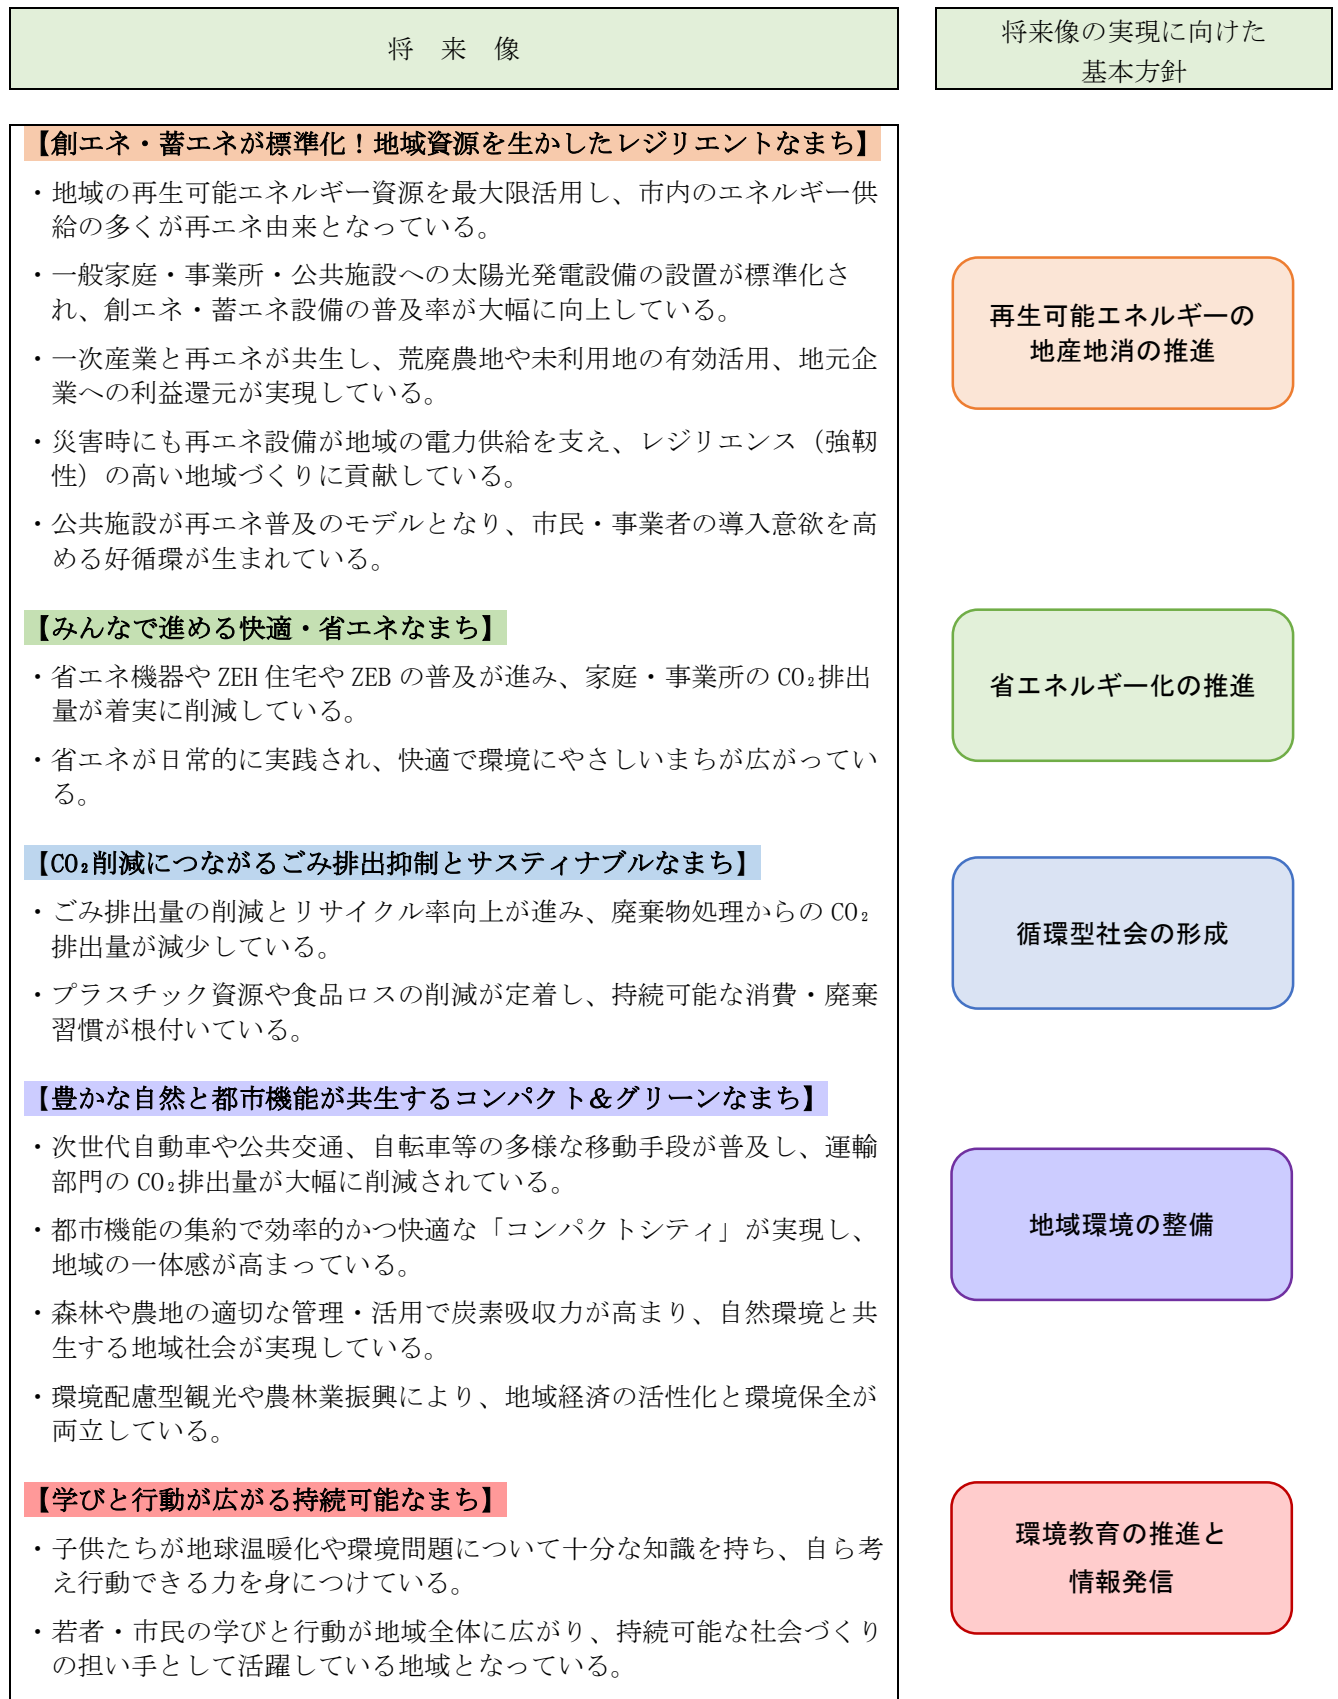 将　来　像
将来像の実現に向けた
基本方針
【創エネ・蓄エネが標準化！地域資源を生かしたレジリエントなまち】
・地域の再生可能エネルギー資源を最大限活用し、市内のエネルギー供
給の多くが再エネ由来となっている。
・一般家庭・事業所・公共施設への太陽光発電設備の設置が標準化さ
れ、創エネ・蓄エネ設備の普及率が大幅に向上している。
・一次産業と再エネが共生し、荒廃農地や未利用地の有効活用、地元企
業への利益還元が実現している。
・災害時にも再エネ設備が地域の電力供給を支え、レジリエンス（強靭
性）の高い地域づくりに貢献している。
・公共施設が再エネ普及のモデルとなり、市民・事業者の導入意欲を高
める好循環が生まれている。
再生可能エネルギーの
地産地消の推進
【みんなで進める快適・省エネなまち】
・省エネ機器や ZEH 住宅や ZEB の普及が進み、家庭・事業所の CO₂排出
量が着実に削減している。
・省エネが日常的に実践され、快適で環境にやさしいまちが広がってい
る。
省エネルギー化の推進
【CO₂削減につながるごみ排出抑制とサスティナブルなまち】
・ごみ排出量の削減とリサイクル率向上が進み、廃棄物処理からの CO₂
排出量が減少している。
・プラスチック資源や食品ロスの削減が定着し、持続可能な消費・廃棄
習慣が根付いている。
循環型社会の形成
【豊かな自然と都市機能が共生するコンパクト＆グリーンなまち】
・次世代自動車や公共交通、自転車等の多様な移動手段が普及し、運輸
部門の CO₂排出量が大幅に削減されている。
・都市機能の集約で効率的かつ快適な「コンパクトシティ」が実現し、
地域の一体感が高まっている。
・森林や農地の適切な管理・活用で炭素吸収力が高まり、自然環境と共
生する地域社会が実現している。
・環境配慮型観光や農林業振興により、地域経済の活性化と環境保全が
両立している。
地域環境の整備
【学びと行動が広がる持続可能なまち】
・子供たちが地球温暖化や環境問題について十分な知識を持ち、自ら考
え行動できる力を身につけている。
・若者・市民の学びと行動が地域全体に広がり、持続可能な社会づくり
の担い手として活躍している地域となっている。
環境教育の推進と
情報発信